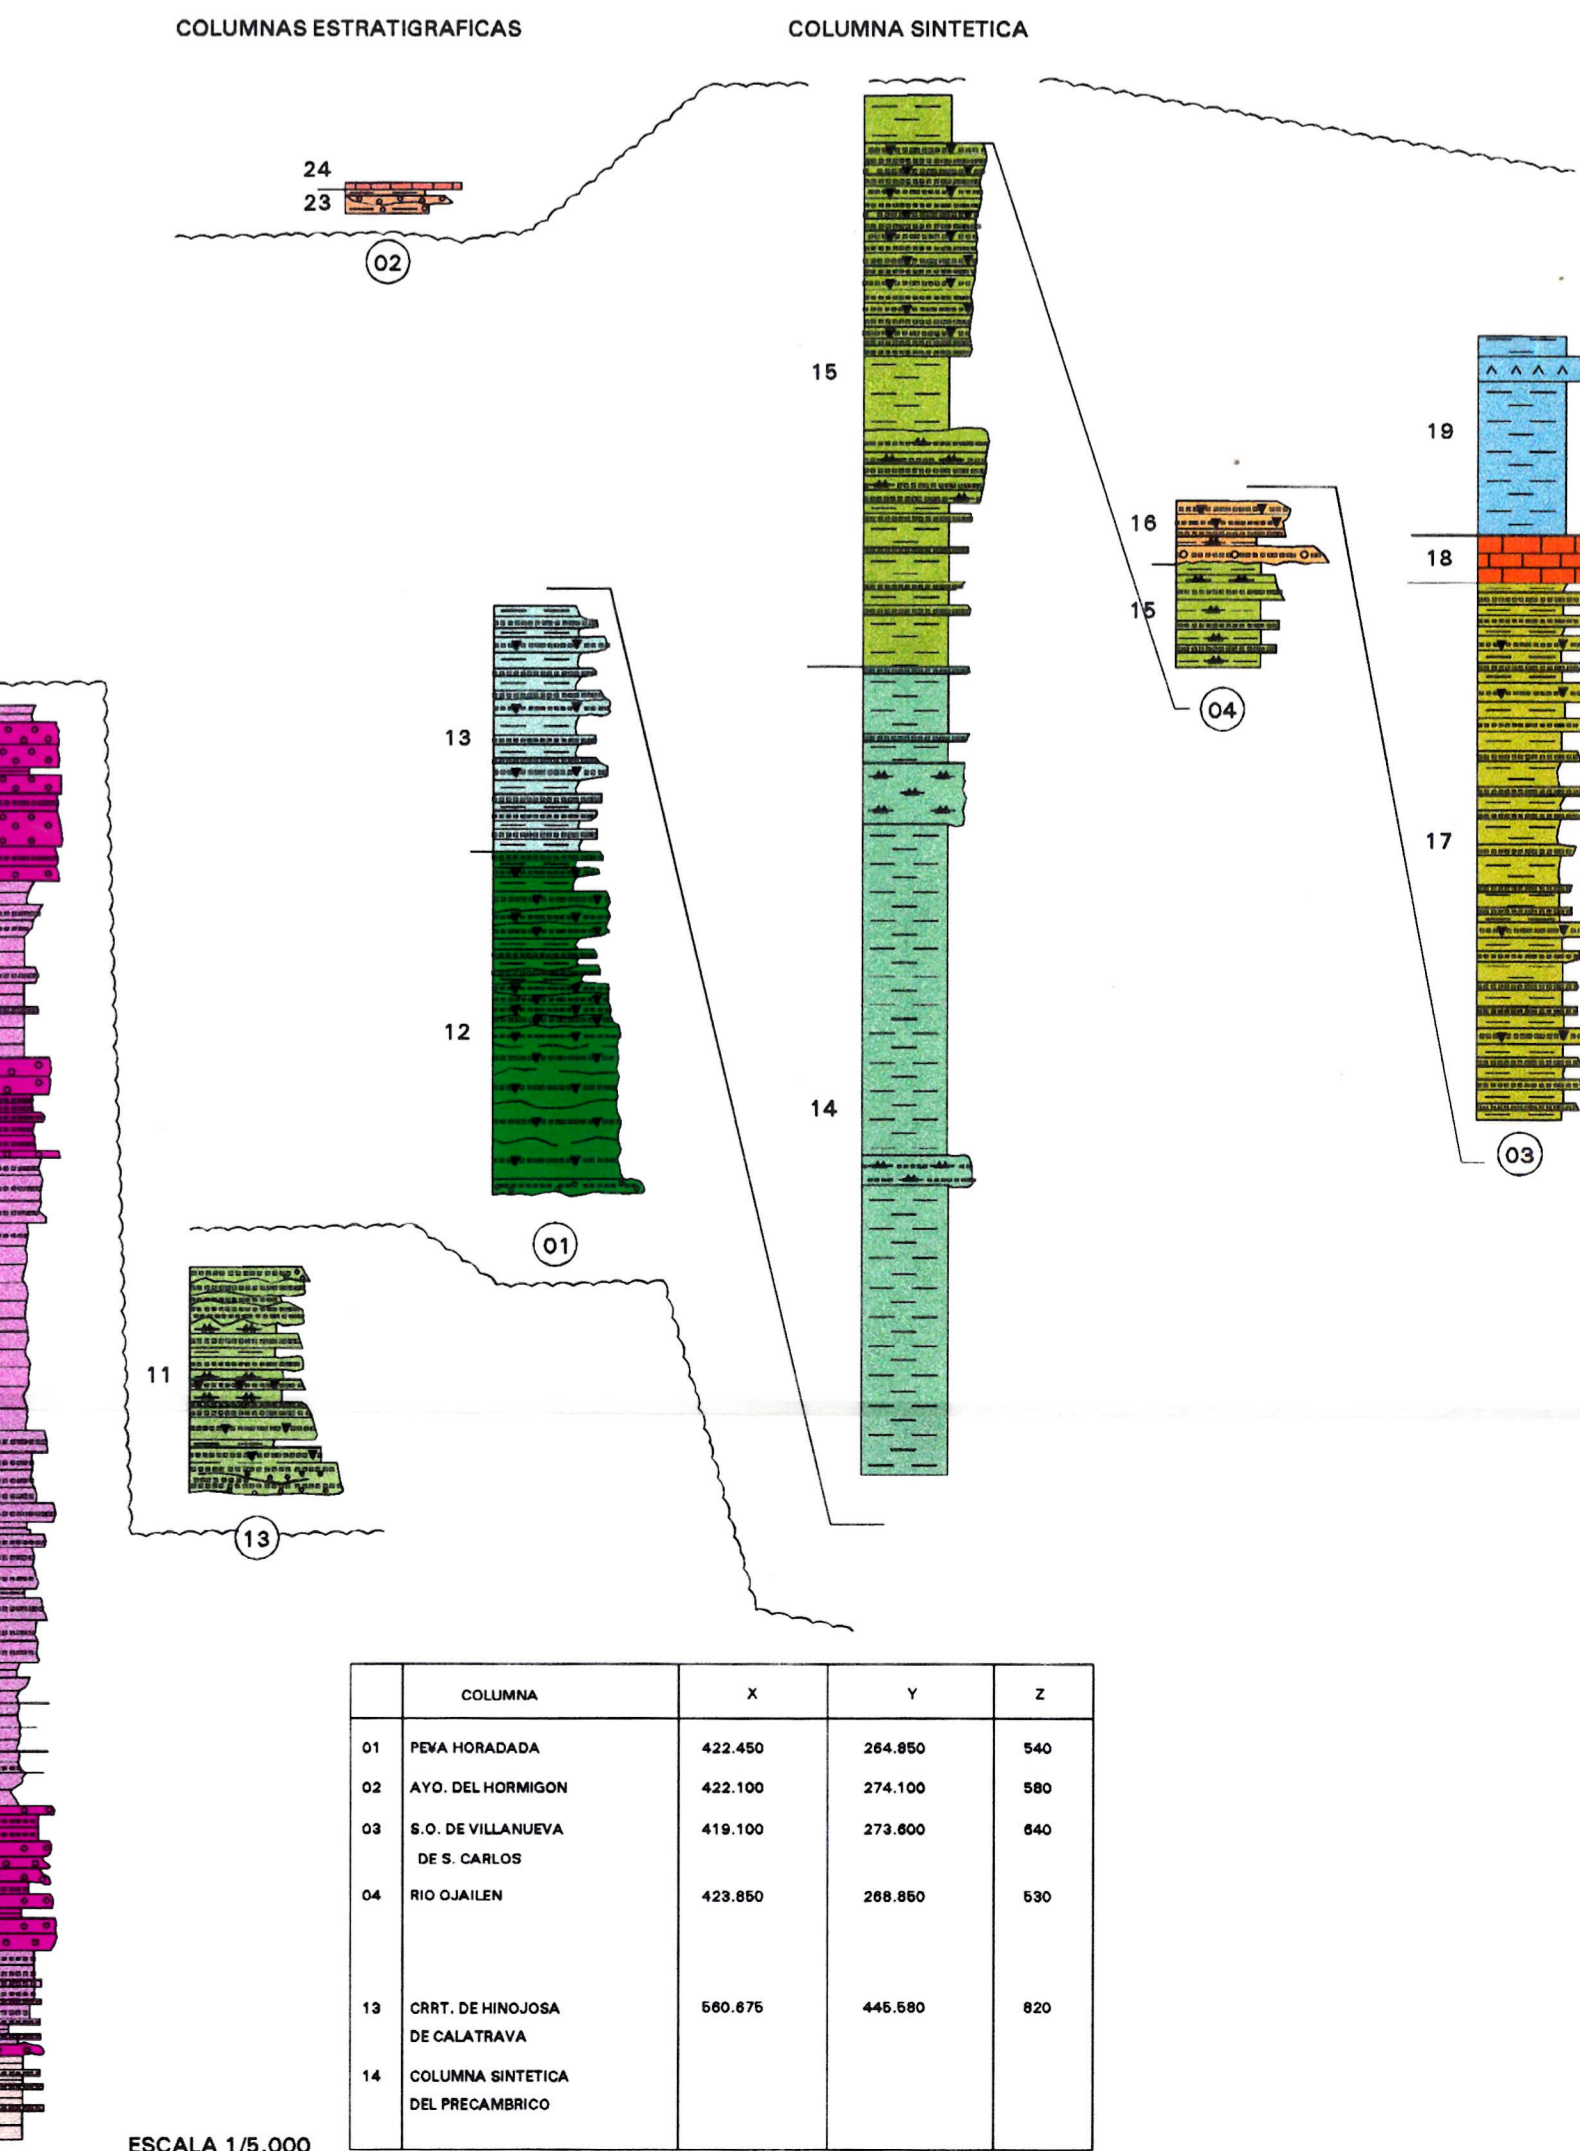 COLUMNAS ESTRATIGRAFICAS
COLUMNA SINTETICA
24
23
02
15
19
18
16
15
04
13
17
12
14
03
01
11
13
COLUMNA X Y Z
01 PEÑA HORADADA 422.450 264.850 540
02 AYO. DEL HORMIGON 422.100 274.100 580
03 S.O. DE VILLANUEVA 419.100 273.600 640
DE S. CARLOS
04 RIO OJAILEN 423.850 268.850 530
13 CRRT. DE HINOJOSA 560.675 445.580 820
DE CALATRAVA
14 COLUMNA SINTETICA
DEL PRECAMBRICO
ESCALA 1/5.000